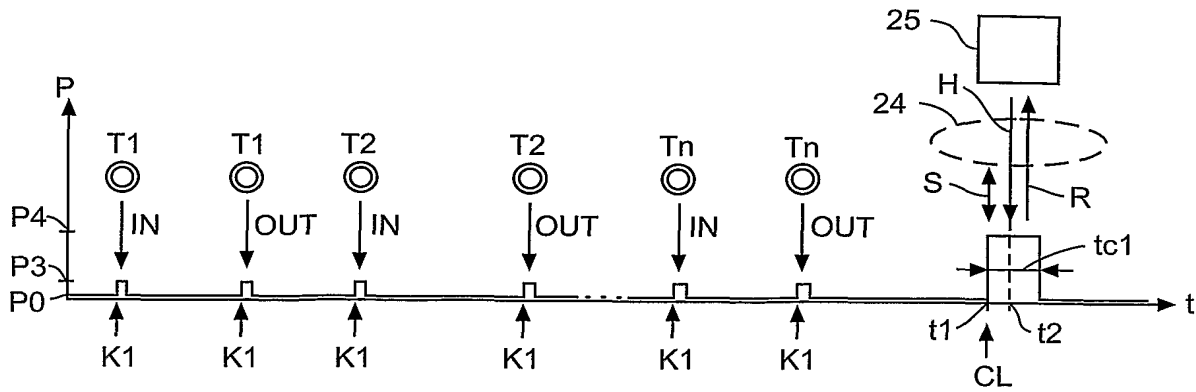 25
P
H
24
T1 T1 T2 T2 Tn Tn
S R
P4 IN OUT IN OUT IN OUT
tc1
P3
P0
t
t1 t2
K1 K1 K1 K1 K1 K1
CL